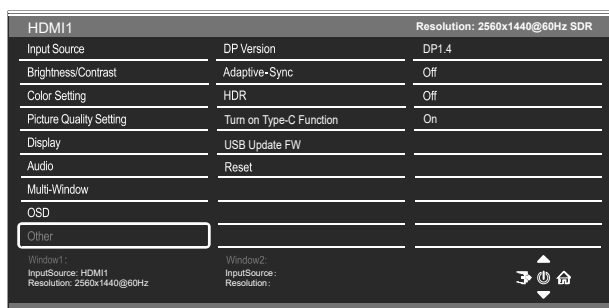 HDMI1 Resolution: 2560x1440@60Hz SDR
Input Source DP Version DP1.4
Brightness/Contrast Adaptive-Sync Off
Color Setting HDR Off
Picture Quality Setting Turn on Type-C Function On
Display USB Update FW
Audio Reset
Multi-Window
OSD
Other
Window1: Window2:
InputSource: HDMI1 InputSource:
Resolution: 2560x1440@60Hz Resolution: